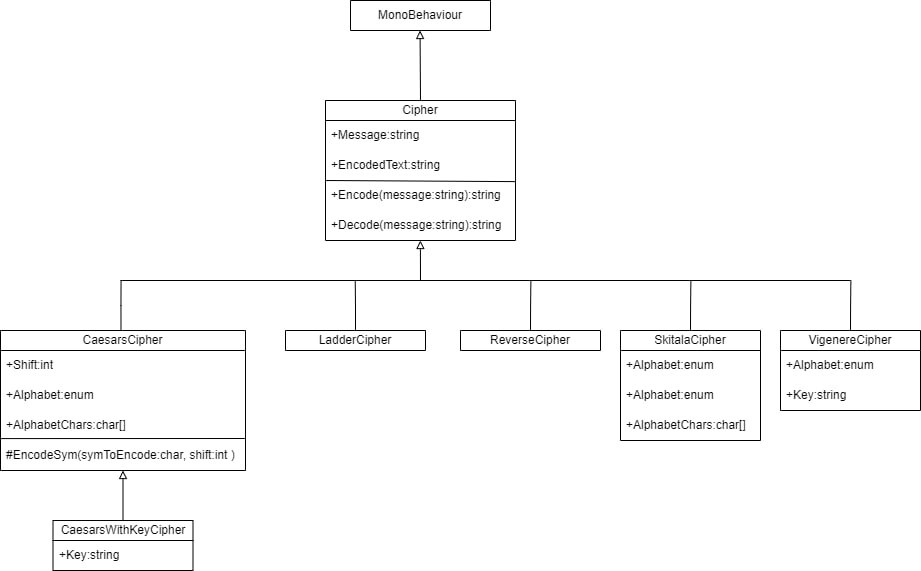 MonoBehaviour
Cipher
+Message:string
+EncodedText:string
+Encode(message:string):string
+Decode(message:string):string
CaesarsCipher
+Shift:int
+Alphabet:enum
+AlphabetChars:char[]
#EncodeSym(symToEncode:char, shift:int )
LadderCipher
ReverseCipher
SkitalaCipher
+Alphabet:enum
+Alphabet:enum
+AlphabetChars:char[]
VigenereCipher
+Alphabet:enum
+Key:string
CaesarsWithKeyCipher
+Key:string